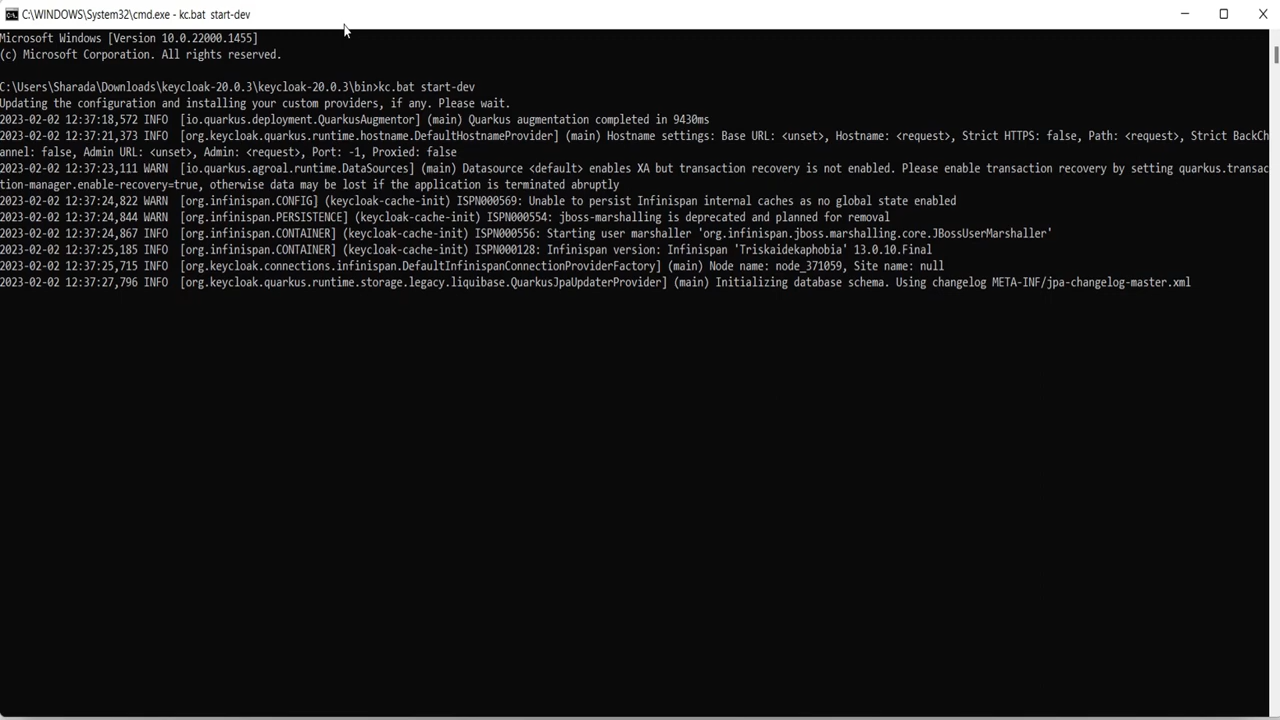 C:\WINDOWS\System32\cmd.exe - kc.bat start-dev
Microsoft Windows [Version 10.0.22000.1455]
(c) Microsoft Corporation. All rights reserved.
C:\Users\Sharada\Downloads\keycloak-20.0.3\keycloak-20.0.3\bin>kc.bat start-dev
Updating the configuration and installing your custom providers, if any. Please wait.
2023-02-02 12:37:18,572 INFO  [io.quarkus.deployment.QuarkusAugmentor] (main) Quarkus augmentation completed in 9430ms
2023-02-02 12:37:21,373 INFO  [org.keycloak.quarkus.runtime.hostname.DefaultHostnameProvider] (main) Hostname settings: Base URL: <unset>, Hostname: <request>, Strict HTTPS: false, Path: <request>, Strict BackCh
annel: false, Admin URL: <unset>, Admin: <request>, Port: -1, Proxied: false
2023-02-02 12:37:23,111 WARN  [io.quarkus.agroal.runtime.DataSources] (main) Datasource <default> enables XA but transaction recovery is not enabled. Please enable transaction recovery by setting quarkus.transac
tion-manager.enable-recovery=true, otherwise data may be lost if the application is terminated abruptly
2023-02-02 12:37:24,822 WARN  [org.infinispan.CONFIG] (keycloak-cache-init) ISPN000569: Unable to persist Infinispan internal caches as no global state enabled
2023-02-02 12:37:24,844 WARN  [org.infinispan.PERSISTENCE] (keycloak-cache-init) ISPN000554: jboss-marshalling is deprecated and planned for removal
2023-02-02 12:37:24,867 INFO  [org.infinispan.CONTAINER] (keycloak-cache-init) ISPN000556: Starting user marshaller 'org.infinispan.jboss.marshalling.core.JBossUserMarshaller'
2023-02-02 12:37:25,185 INFO  [org.infinispan.CONTAINER] (keycloak-cache-init) ISPN000128: Infinispan version: Infinispan 'Triskaidekaphobia' 13.0.10.Final
2023-02-02 12:37:25,715 INFO  [org.keycloak.connections.infinispan.DefaultInfinispanConnectionProviderFactory] (main) Node name: node_371059, Site name: null
2023-02-02 12:37:27,796 INFO  [org.keycloak.quarkus.runtime.storage.legacy.liquibase.QuarkusJpaUpdaterProvider] (main) Initializing database schema. Using changelog META-INF/jpa-changelog-master.xml